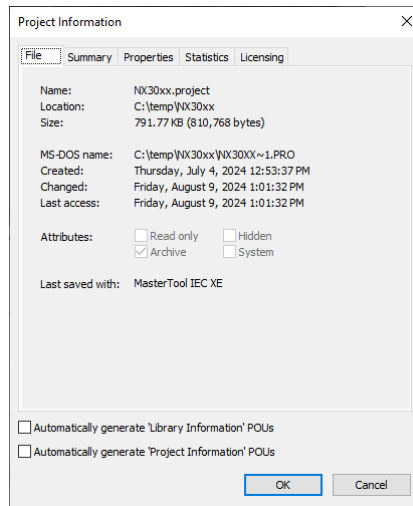 Project Information
File Summary Properties Statistics Licensing
Name: NX30xx.project
Location: C:\temp\NX30xx
Size: 791.77 KB (810,768 bytes)
MS-DOS name: C:\temp\NX30xx\NX30XX~1.PRO
Created: Thursday, July 4, 2024 12:53:37 PM
Changed: Friday, August 9, 2024 1:01:32 PM
Last access: Friday, August 9, 2024 1:01:32 PM
Attributes: Read only Hidden
Archive System
Last saved with: MasterTool IEC XE
Automatically generate 'Library Information' POUs
Automatically generate 'Project Information' POUs
OK Cancel